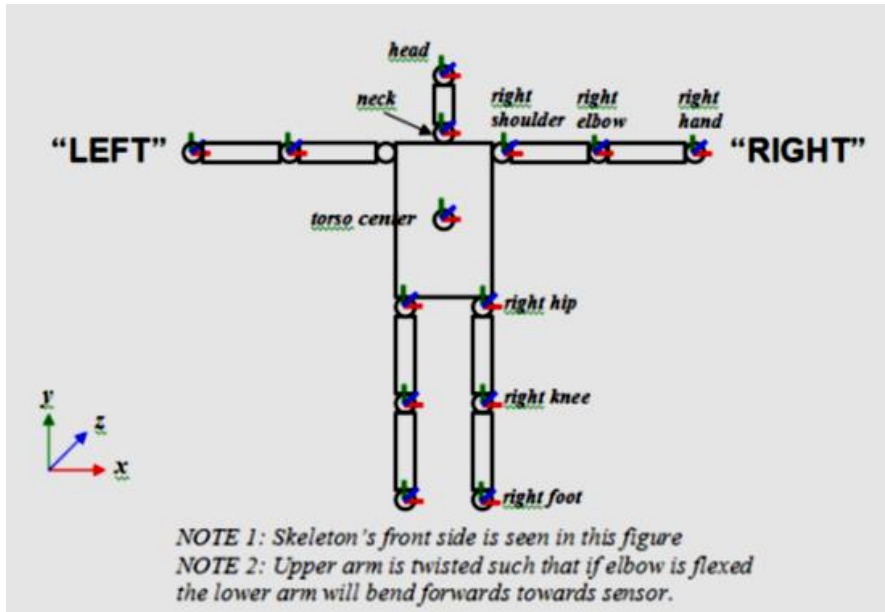 head
neck
right
shoulder
right
elbow
right
hand
“LEFT”
“RIGHT”
torso center
right hip
right knee
right foot
y
z
x
NOTE 1: Skeleton's front side is seen in this figure
NOTE 2: Upper arm is twisted such that if elbow is flexed
the lower arm will bend forwards towards sensor.